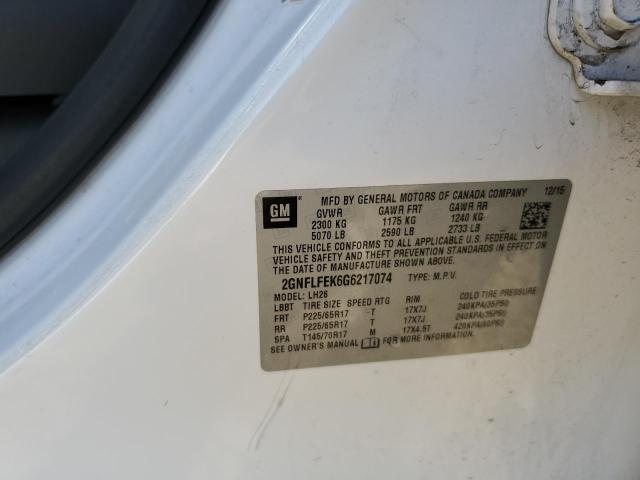 GM
MFD BY GENERAL MOTORS OF CANADA COMPANY 12/15
GVWR GAWR FRT GAWR RR
2300 KG 1175 KG 1240 KG
5070 LB 2590 LB 2733 LB
THIS VEHICLE CONFORMS TO ALL APPLICABLE U.S. FEDERAL MOTOR
VEHICLE SAFETY AND THEFT PREVENTION STANDARDS IN EFFECT ON
THE DATE OF MANUFACTURE SHOWN ABOVE.
2GNFLFEK6G6217074 TYPE: M.P.V.
MODEL: LH26
LBBT TIRE SIZE SPEED RTG RIM COLD TIRE PRESSURE
FRT P225/65R17 T 17X7J 240KPA(35PSI)
RR P225/65R17 T 17X7J 240KPA(35PSI)
SPA T145/70R17 M 17X4.5T 420KPA(60PSI)
SEE OWNER'S MANUAL FOR MORE INFORMATION.